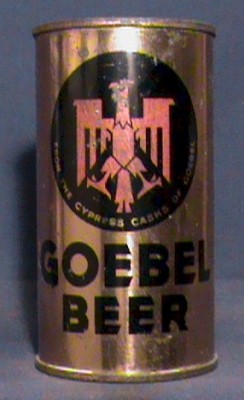 FROM THE CYPRESS CASKS OF GOEBEL
GOEBEL
BEER